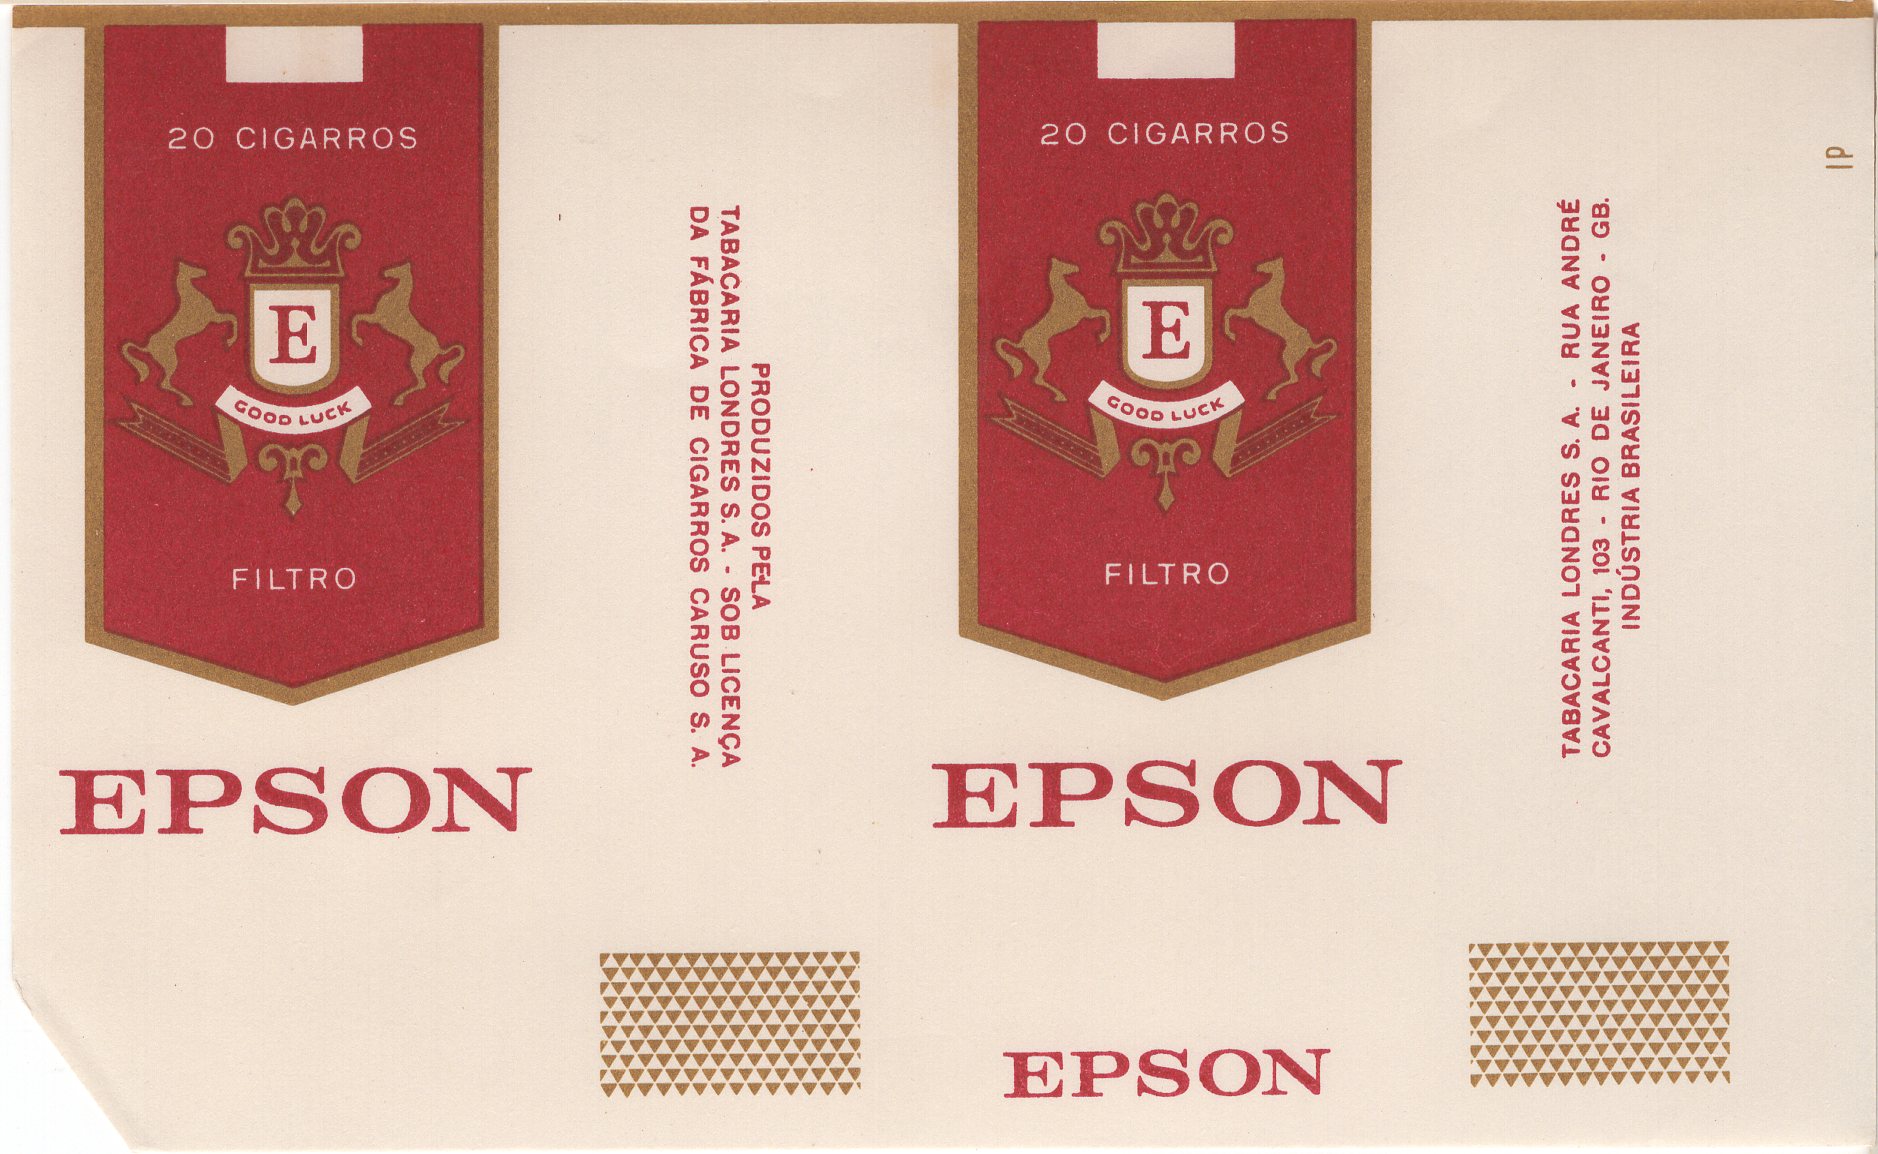 20 CIGARROS
E
GOOD LUCK
FILTRO
EPSON
PRODUZIDOS PELA
TABACARIA LONDRES S. A. - SOB LICENÇA
DA FÁBRICA DE CIGARROS CARUSO S. A.
20 CIGARROS
E
GOOD LUCK
FILTRO
EPSON
EPSON
TABACARIA LONDRES S. A. - RUA ANDRÉ
CAVALCANTI, 103 - RIO DE JANEIRO - GB.
INDÚSTRIA BRASILEIRA
IP